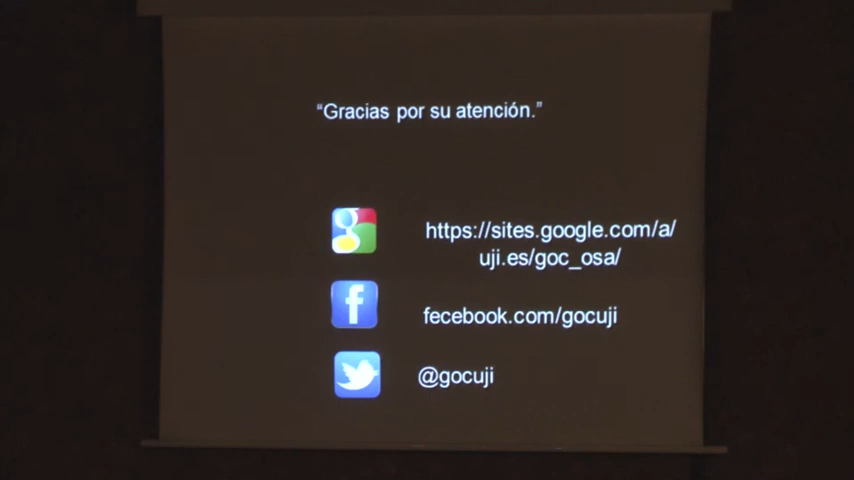 “Gracias por su atención.”
https://sites.google.com/a/
uji.es/goc_osa/
fecebook.com/gocuji
@gocuji